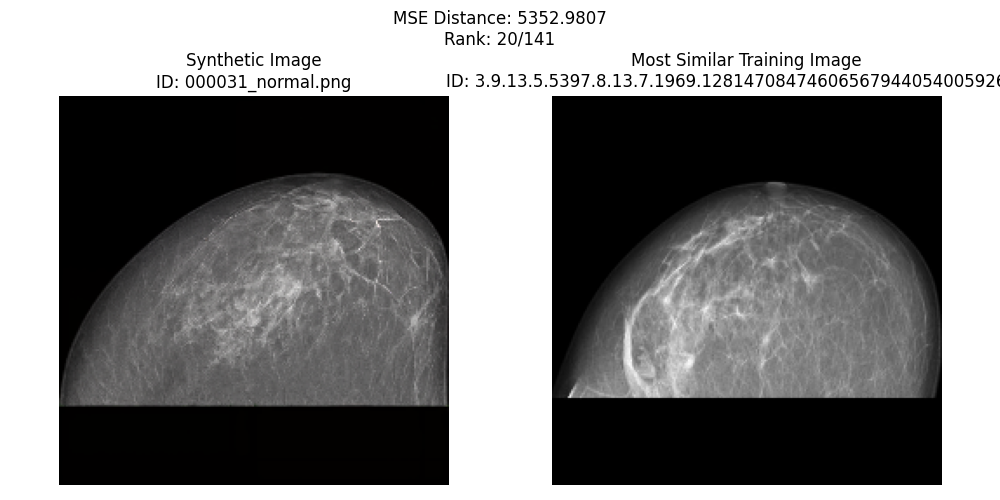 MSE Distance: 5352.9807
Rank: 20/141
Synthetic Image
ID: 000031_normal.png
Most Similar Training Image
ID: 3.9.13.5.5397.8.13.7.1969.12814708474606567944054005926